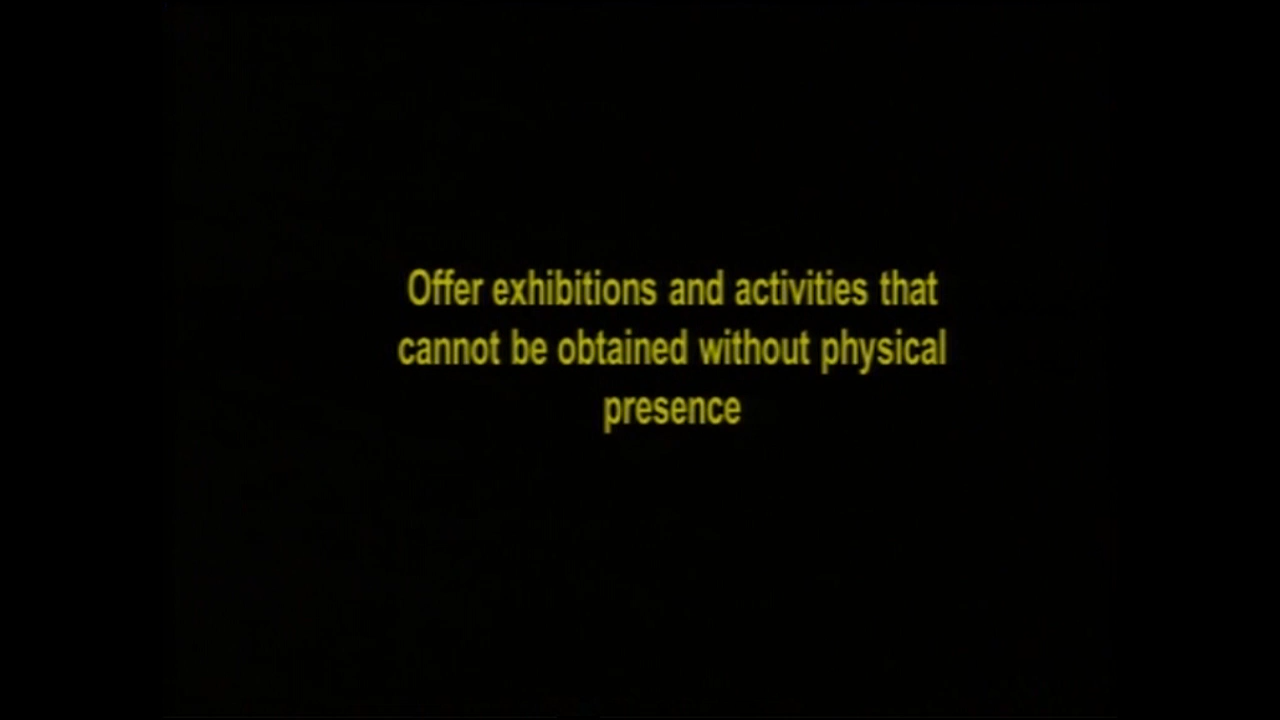 Offer exhibitions and activities that
cannot be obtained without physical
presence